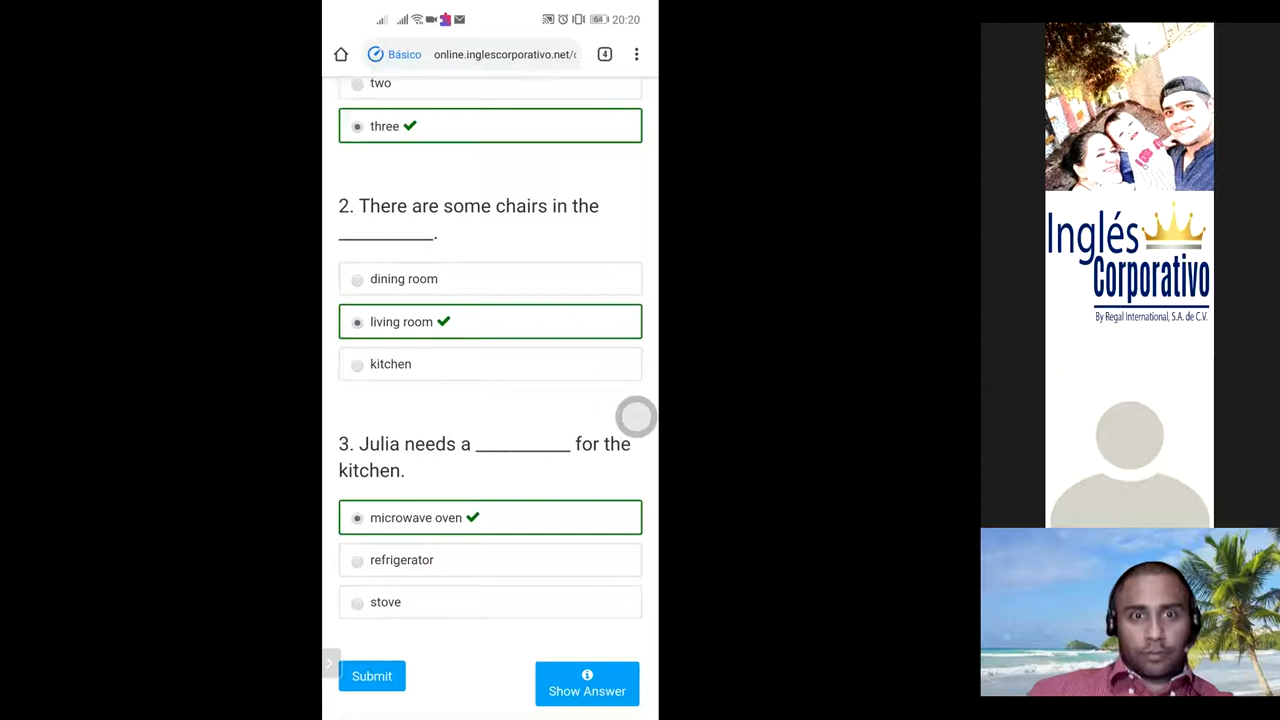 64 20:20
Básico online.inglescorporativo.net/c 4
two
three
2. There are some chairs in the
__________.
dining room
living room
kitchen
3. Julia needs a __________ for the
kitchen.
microwave oven
refrigerator
stove
Submit
Show Answer
Inglés
Corporativo
By Regal International, S.A. de C.V.